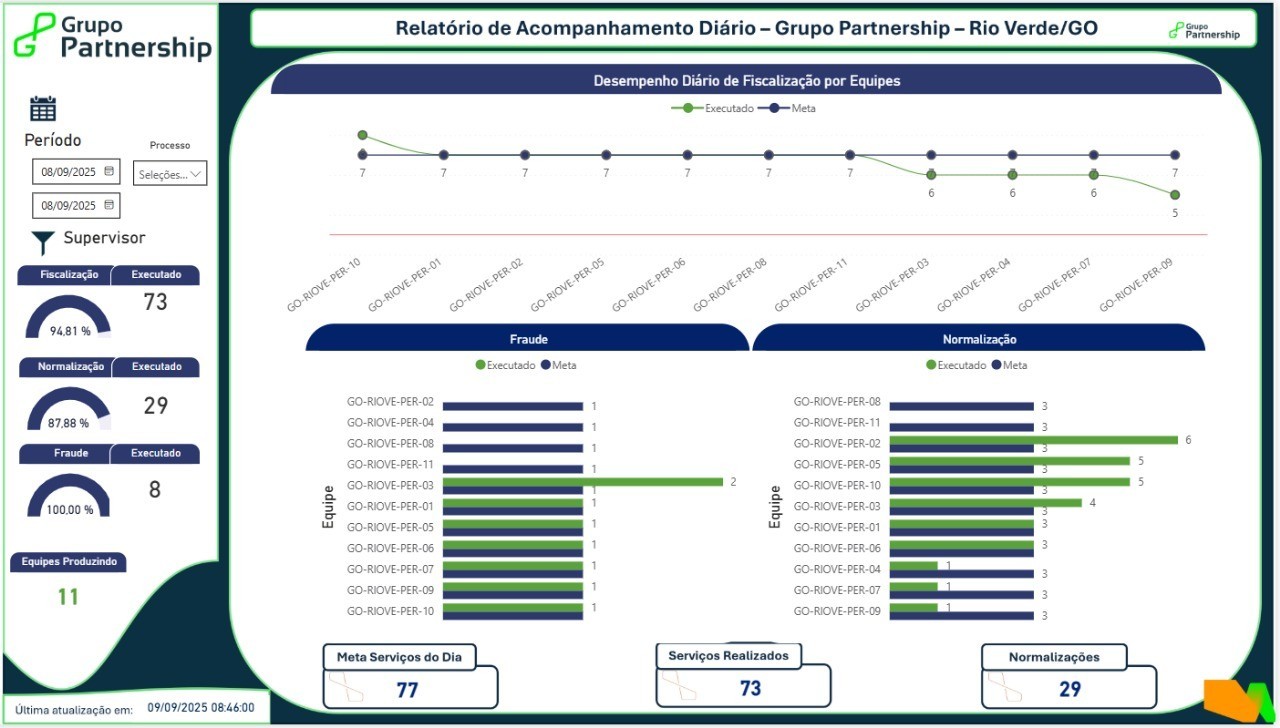 Grupo
Partnership
Relatório de Acompanhamento Diário – Grupo Partnership – Rio Verde/GO
Grupo
Partnership
Desempenho Diário de Fiscalização por Equipes
Executado Meta
7 7 7 7 7 7 7 7 7 7 7
6 6 6
5
GO-RIOVE-PER-10
GO-RIOVE-PER-01
GO-RIOVE-PER-02
GO-RIOVE-PER-05
GO-RIOVE-PER-06
GO-RIOVE-PER-08
GO-RIOVE-PER-11
GO-RIOVE-PER-03
GO-RIOVE-PER-04
GO-RIOVE-PER-07
GO-RIOVE-PER-09
Período
Processo
08/09/2025
Seleções...
08/09/2025
Supervisor
Fiscalização Executado
94,81 % 73
Normalização Executado
87,88 % 29
Fraude Executado
100,00 % 8
Equipes Produzindo
11
Fraude
Executado Meta
Equipe
GO-RIOVE-PER-02 1
GO-RIOVE-PER-04 1
GO-RIOVE-PER-08 1
GO-RIOVE-PER-11 1
GO-RIOVE-PER-03 2 1
GO-RIOVE-PER-01 1
GO-RIOVE-PER-05 1
GO-RIOVE-PER-06 1
GO-RIOVE-PER-07 1
GO-RIOVE-PER-09 1
GO-RIOVE-PER-10 1
Normalização
Executado Meta
Equipe
GO-RIOVE-PER-08 3
GO-RIOVE-PER-11 3
GO-RIOVE-PER-02 6 3
GO-RIOVE-PER-05 5 3
GO-RIOVE-PER-10 5 3
GO-RIOVE-PER-03 4 3
GO-RIOVE-PER-01 3
GO-RIOVE-PER-06 3
GO-RIOVE-PER-04 1 3
GO-RIOVE-PER-07 1 3
GO-RIOVE-PER-09 1 3
Meta Serviços do Dia
77
Serviços Realizados
73
Normalizações
29
Última atualização em: 09/09/2025 08:46:00